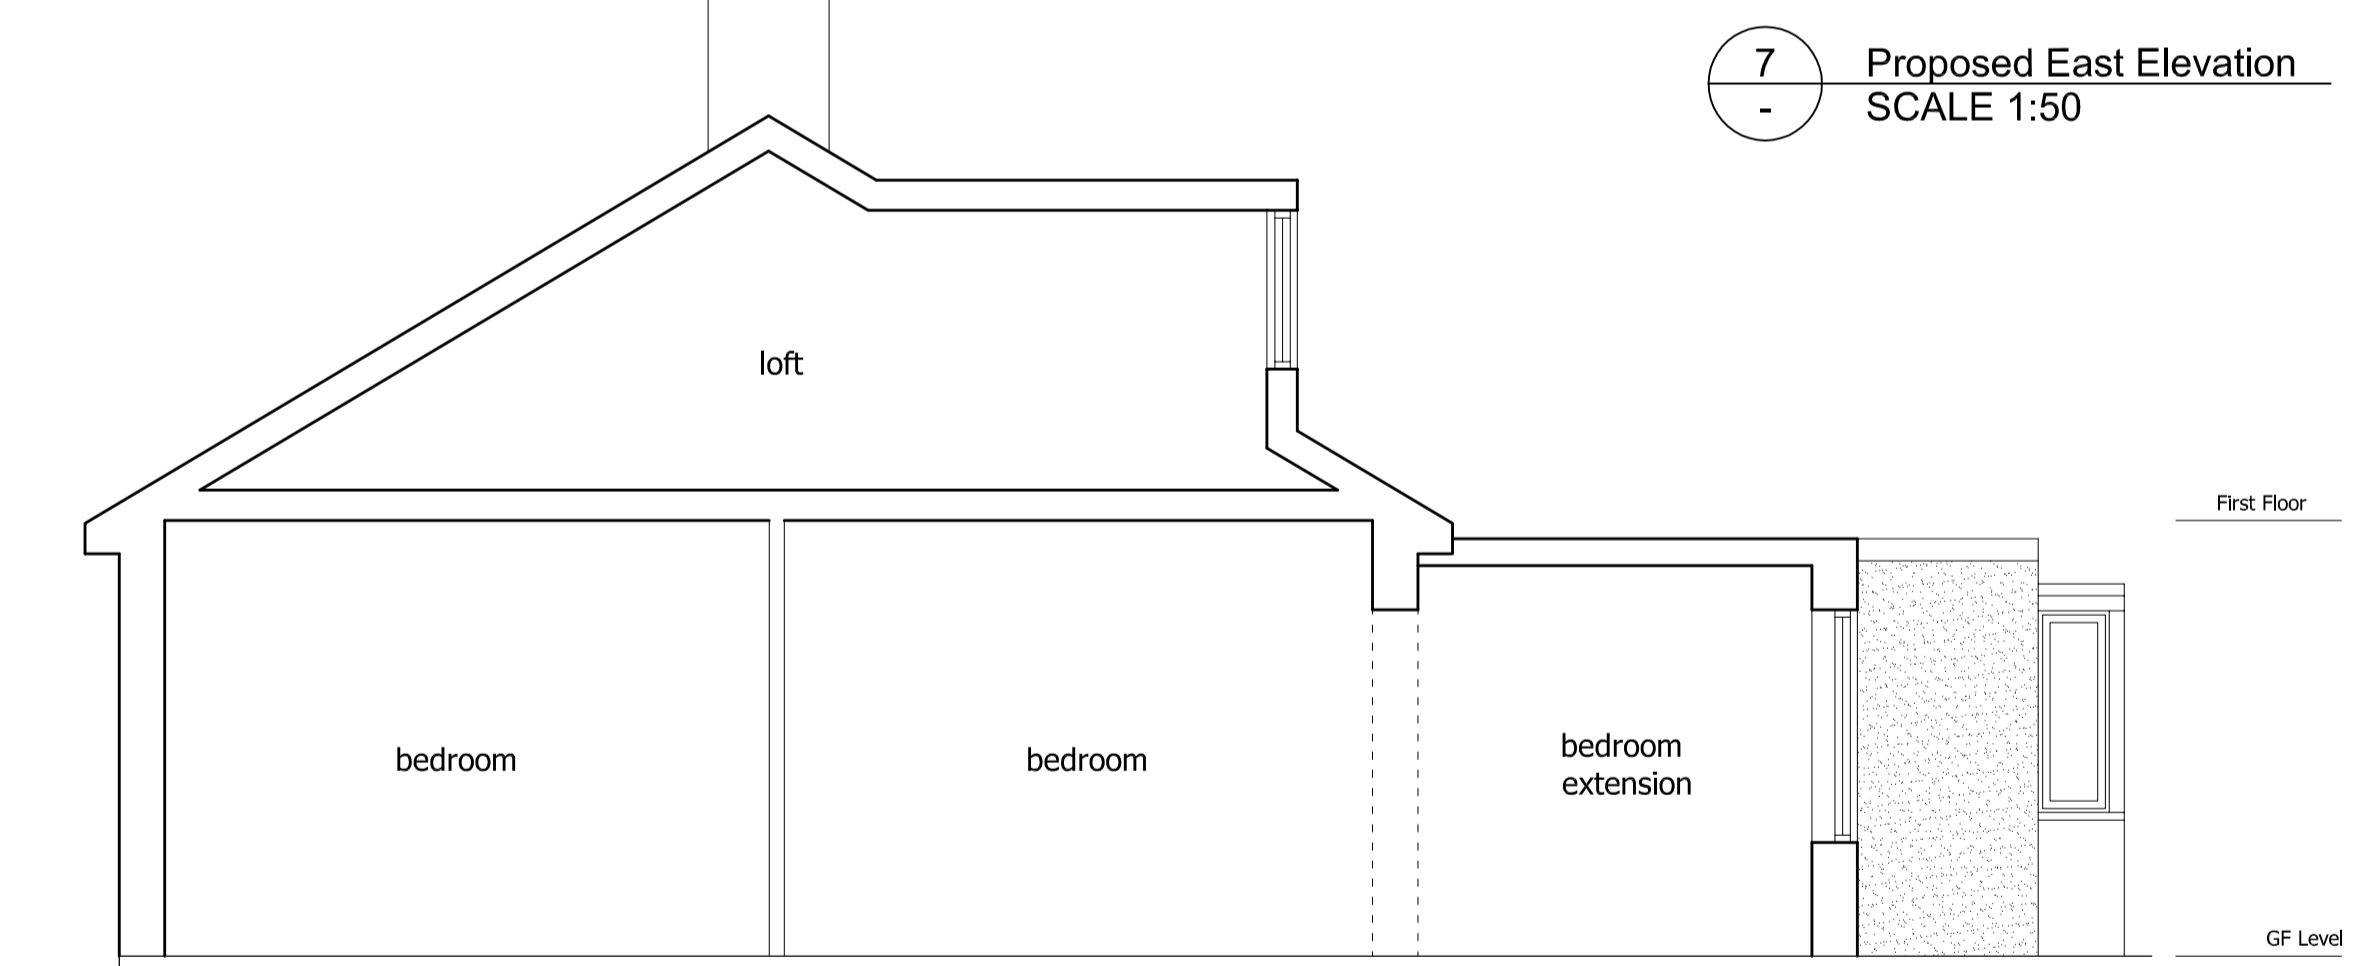 7
-
Proposed East Elevation
SCALE 1:50
loft
First Floor
bedroom
bedroom
bedroom
extension
GF Level